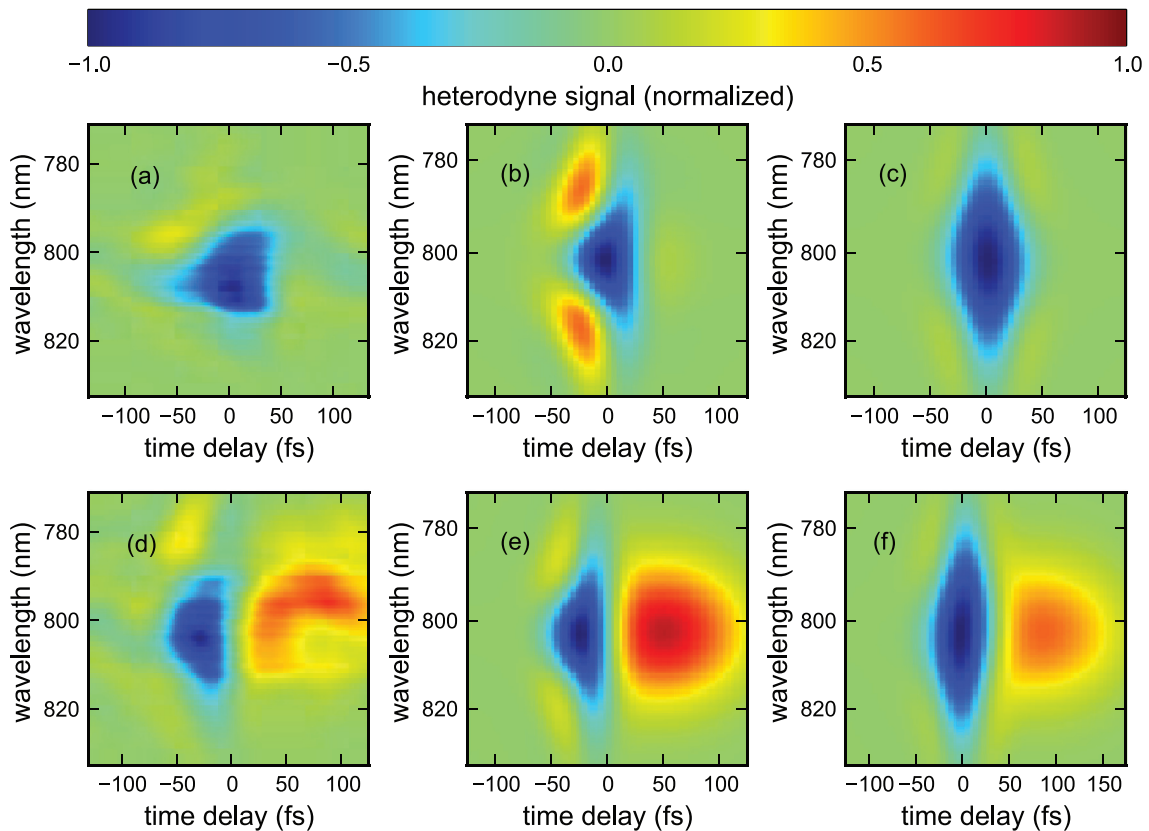 −1.0 −0.5 0.0 0.5 1.0
heterodyne signal (normalized)
(a) (b) (c)
780 780 780
800 800 800
820 820 820
wavelength (nm) wavelength (nm) wavelength (nm)
−100 −50 0 50 100 −100 −50 0 50 100 −100 −50 0 50 100
time delay (fs) time delay (fs) time delay (fs)
(d) (e) (f)
780 780 780
800 800 800
820 820 820
wavelength (nm) wavelength (nm) wavelength (nm)
−100 −50 0 50 100 −100 −50 0 50 100 −100 −50 0 50 100 150
time delay (fs) time delay (fs) time delay (fs)